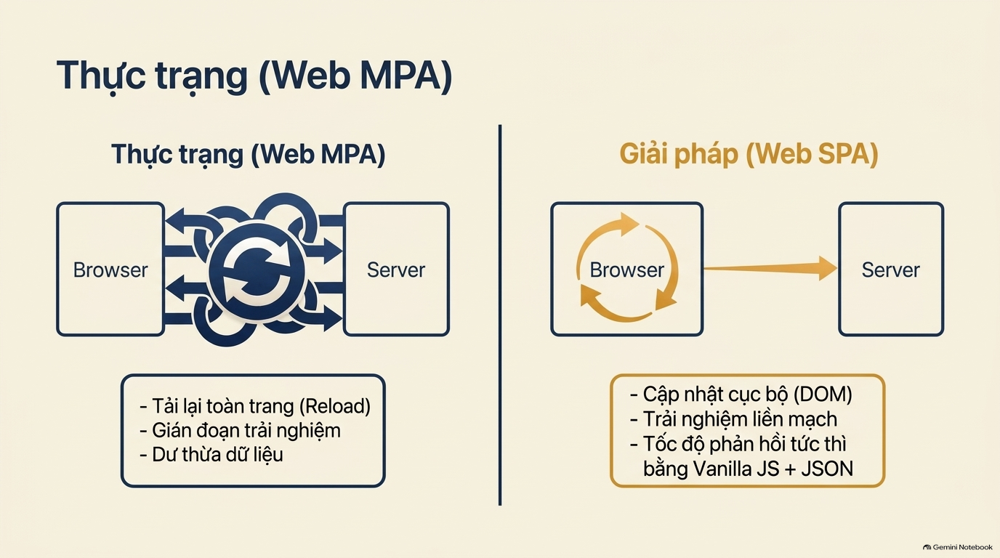 Thực trạng (Web MPA)
Thực trạng (Web MPA)
Browser
Server
- Tải lại toàn trang (Reload)
- Gián đoạn trải nghiệm
- Dư thừa dữ liệu
Giải pháp (Web SPA)
Browser
Server
- Cập nhật cục bộ (DOM)
- Trải nghiệm liền mạch
- Tốc độ phản hồi tức thì
bằng Vanilla JS + JSON
Gemini Notebook